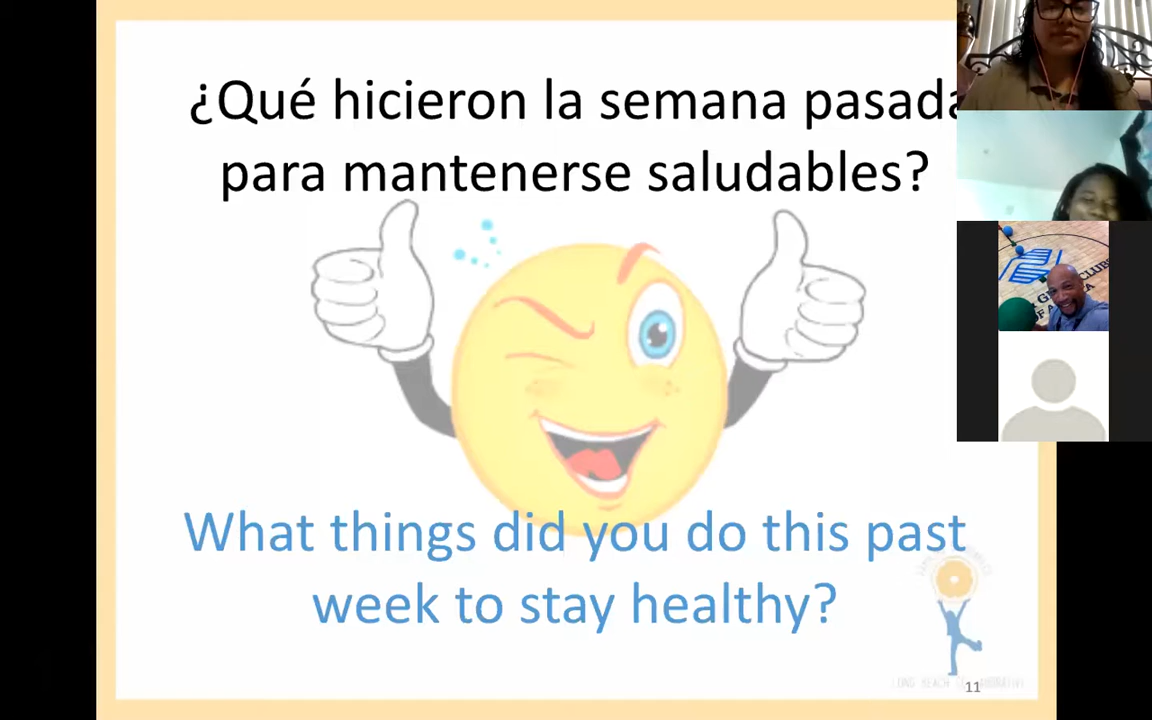 ¿Qué hicieron la semana pasada
para mantenerse saludables?
What things did you do this past
week to stay healthy?
11